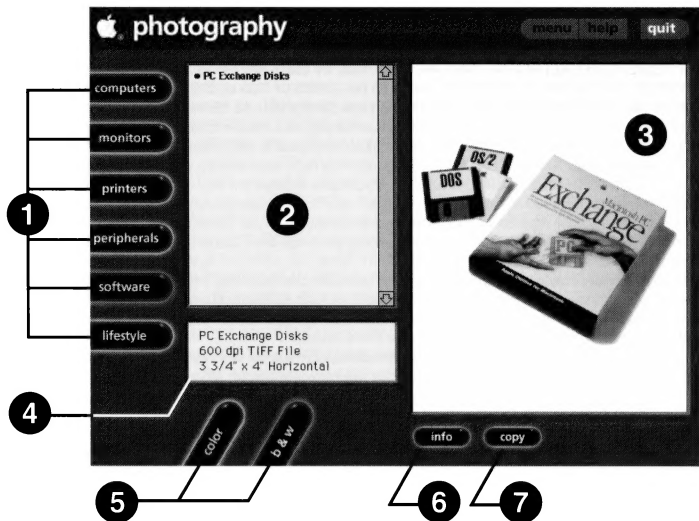 photography
menu help quit
computers
monitors
printers
peripherals
software
lifestyle
1
• PC Exchange Disks
2
3
OS/2
DOS
Macintosh PC
Exchange
PC
PC Exchange Disks
600 dpi TIFF File
3 3/4" x 4" Horizontal
4
color
b & w
5
info
copy
6
7